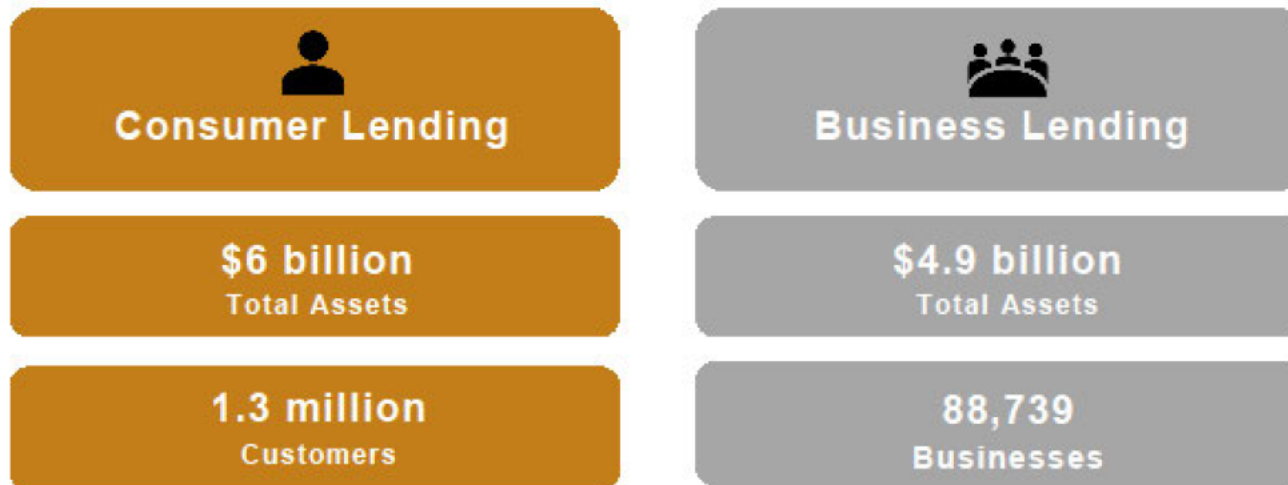 Consumer Lending
$6 billion
Total Assets
1.3 million
Customers
Business Lending
$4.9 billion
Total Assets
88,739
Businesses